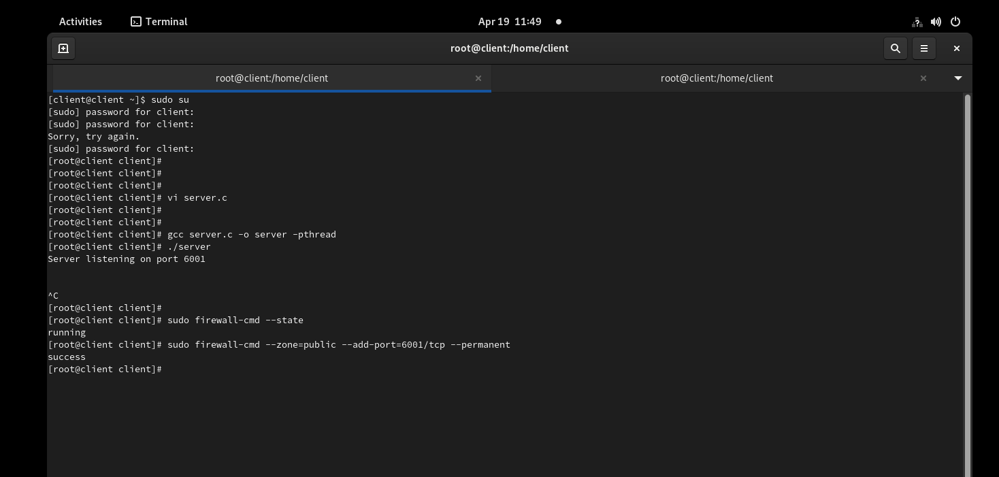 Activities Terminal Apr 19 11:49
root@client:/home/client
root@client:/home/client root@client:/home/client
[client@client ~]$ sudo su
[sudo] password for client:
[sudo] password for client:
Sorry, try again.
[sudo] password for client:
[root@client client]#
[root@client client]#
[root@client client]#
[root@client client]# vi server.c
[root@client client]#
[root@client client]#
[root@client client]# gcc server.c -o server -pthread
[root@client client]# ./server
Server listening on port 6001
^C
[root@client client]#
[root@client client]# sudo firewall-cmd --state
running
[root@client client]# sudo firewall-cmd --zone=public --add-port=6001/tcp --permanent
success
[root@client client]#